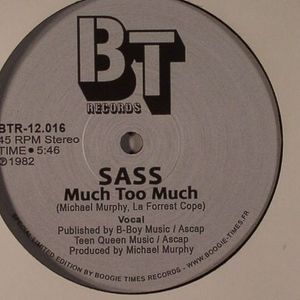 BT
RECORDS
BTR-12.016
45 RPM Stereo
TIME • 5:46
℗1982
SASS
Much Too Much
(Michael Murphy, La Forrest Cope)
Vocal
Published by B-Boy Music / Ascap
Teen Queen Music / Ascap
Produced by Michael Murphy
SPECIAL LIMITED EDITION BY BOOGIE TIMES RECORDS - WWW.BOOGIE-TIMES.FR